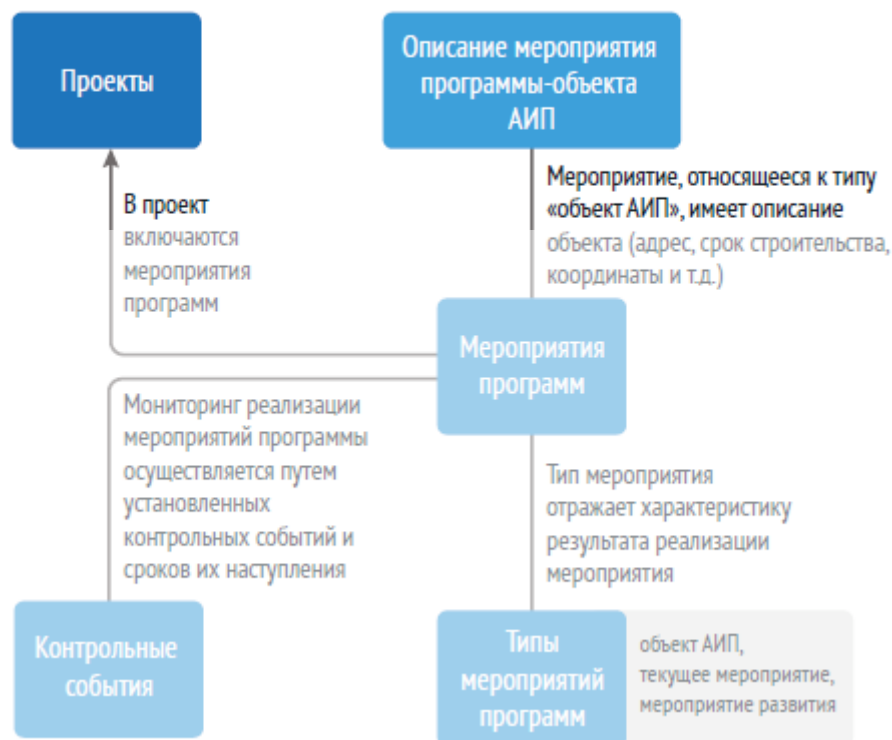 Проекты
Описание мероприятия
программы-объекта
АИП
В проект
включаются
мероприятия
программ
Мероприятие, относящееся к типу
«объект АИП», имеет описание
объекта (адрес, срок строительства,
координаты и т.д.)
Мероприятия
программ
Мониторинг реализации
мероприятий программы
осуществляется путем
установленных
контрольных событий и
сроков их наступления
Тип мероприятия
отражает характеристику
результата реализации
мероприятия
Контрольные
события
Типы
мероприятий
программ
объект АИП,
текущее мероприятие,
мероприятие развития